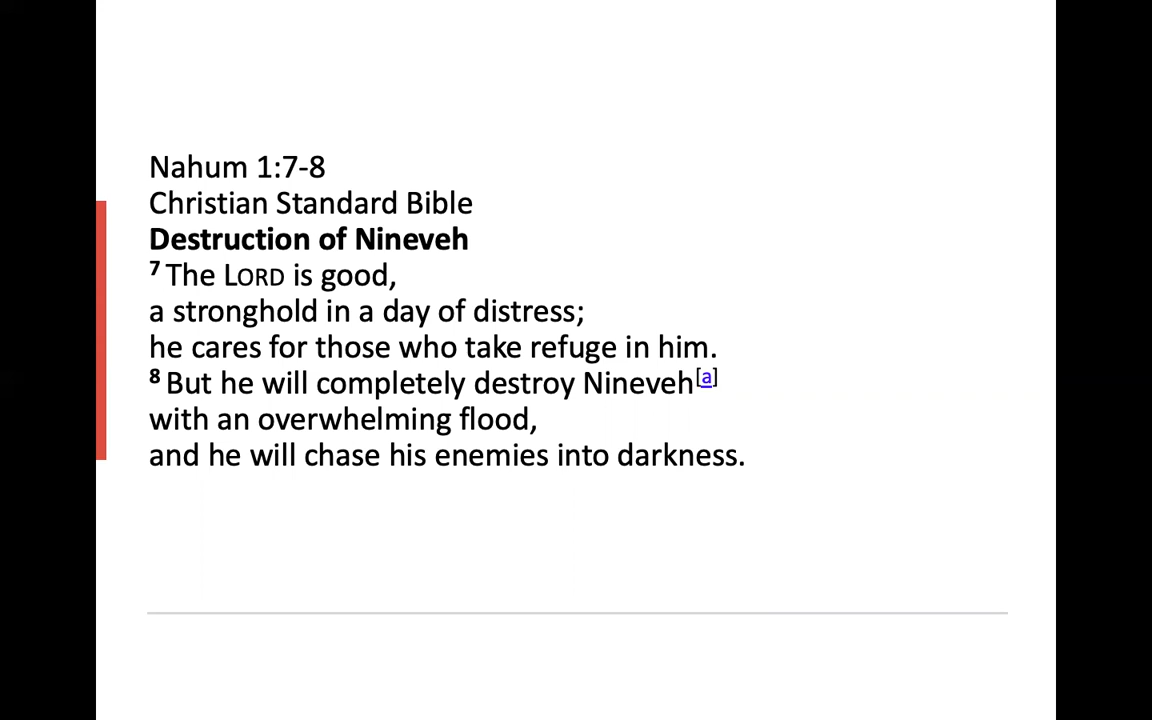 Nahum 1:7-8
Christian Standard Bible
Destruction of Nineveh
7 The LORD is good,
a stronghold in a day of distress;
he cares for those who take refuge in him.
8 But he will completely destroy Nineveh[a]
with an overwhelming flood,
and he will chase his enemies into darkness.